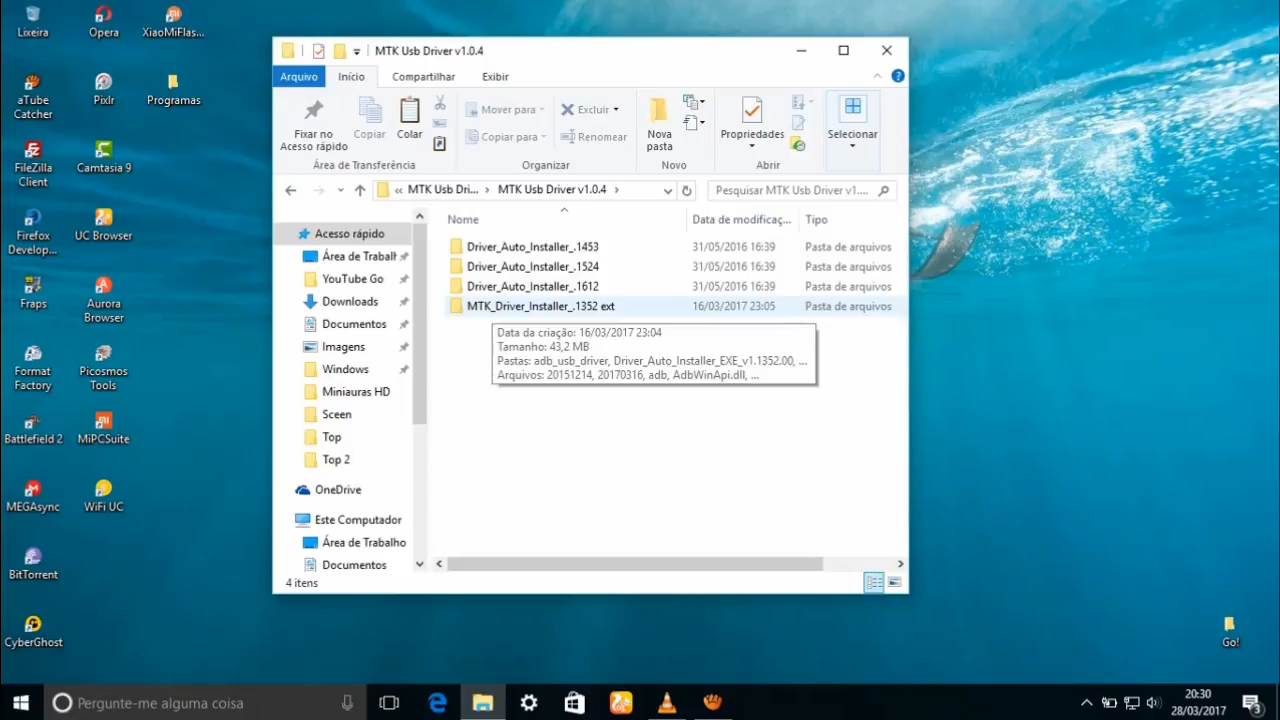 Lixeira
Opera
XiaoMiFlas...
aTube
Catcher
Pixlr
Programas
FileZilla
Client
Camtasia 9
Firefox
Develop...
UC Browser
Fraps
Aurora
Browser
Format
Factory
Picosmos
Tools
Battlefield 2
MiPCSuite
MEGAsync
WiFi UC
BitTorrent
CyberGhost
Go!
MTK Usb Driver v1.0.4
Arquivo Início Compartilhar Exibir
Fixar no
Acesso rápido
Copiar
Colar
Área de Transferência
Mover para
Copiar para
Excluir
Renomear
Organizar
Nova
pasta
Novo
Propriedades
Abrir
Selecionar
« MTK Usb Dri... › MTK Usb Driver v1.0.4 ›
Pesquisar MTK Usb Driver v1....
Acesso rápido
Área de Trabalh
YouTube Go
Downloads
Documentos
Imagens
Windows
Miniauras HD
Sceen
Top
Top 2
OneDrive
Este Computador
Área de Trabalho
Documentos
Nome Data de modificaç... Tipo
Driver_Auto_Installer_.1453 31/05/2016 16:39 Pasta de arquivos
Driver_Auto_Installer_.1524 31/05/2016 16:39 Pasta de arquivos
Driver_Auto_Installer_.1612 31/05/2016 16:39 Pasta de arquivos
MTK_Driver_Installer_.1352 ext 16/03/2017 23:05 Pasta de arquivos
Data da criação: 16/03/2017 23:04
Tamanho: 43,2 MB
Pastas: adb_usb_driver, Driver_Auto_Installer_EXE_v1.1352.00, ...
Arquivos: 20151214, 20170316, adb, AdbWinApi.dll, ...
4 itens
Pergunte-me alguma coisa
20:30
28/03/2017
3